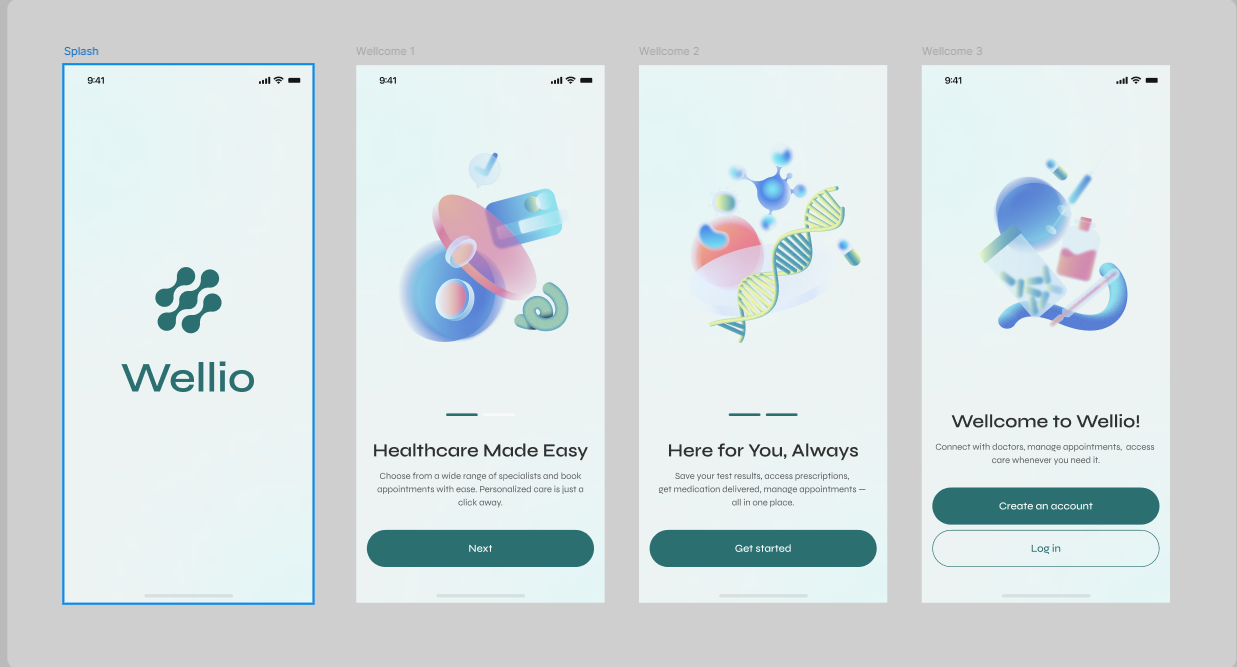 Splash
9:41
Wellio
Wellcome 1
9:41
Healthcare Made Easy
Choose from a wide range of specialists and book
appointments with ease. Personalized care is just a
click away.
Next
Wellcome 2
Here for You, Always
Save your test results, access prescriptions,
get medication delivered, manage appointments —
all in one place.
Get started
Wellcome 3
9:41
Wellcome to Wellio!
Connect with doctors, manage appointments, access
care whenever you need it.
Create an account
Log in